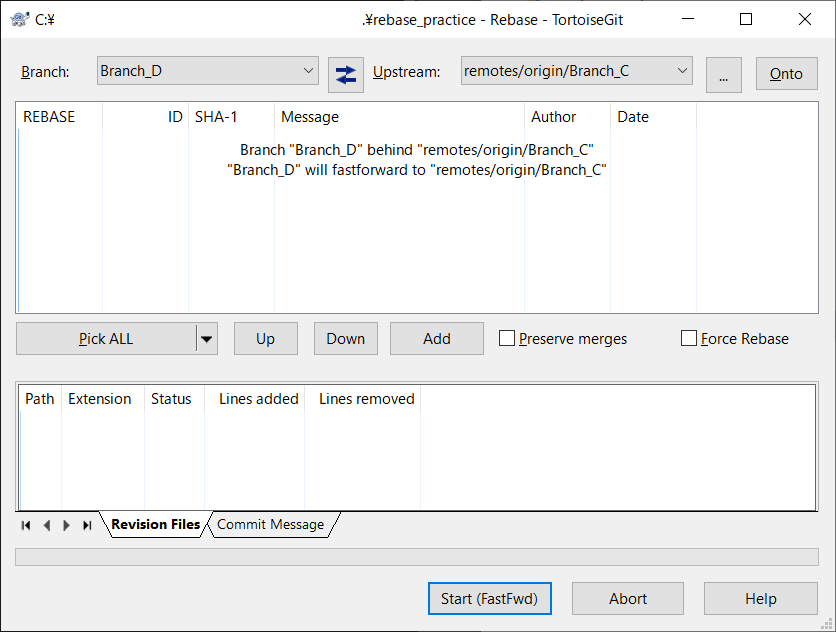 C:¥ .¥rebase_practice - Rebase - TortoiseGit
Branch: Branch_D Upstream: remotes/origin/Branch_C ... Onto
REBASE ID SHA-1 Message Author Date
Branch "Branch_D" behind "remotes/origin/Branch_C"
"Branch_D" will fastforward to "remotes/origin/Branch_C"
Pick ALL Up Down Add Preserve merges Force Rebase
Path Extension Status Lines added Lines removed
Revision Files Commit Message
Start (FastFwd) Abort Help